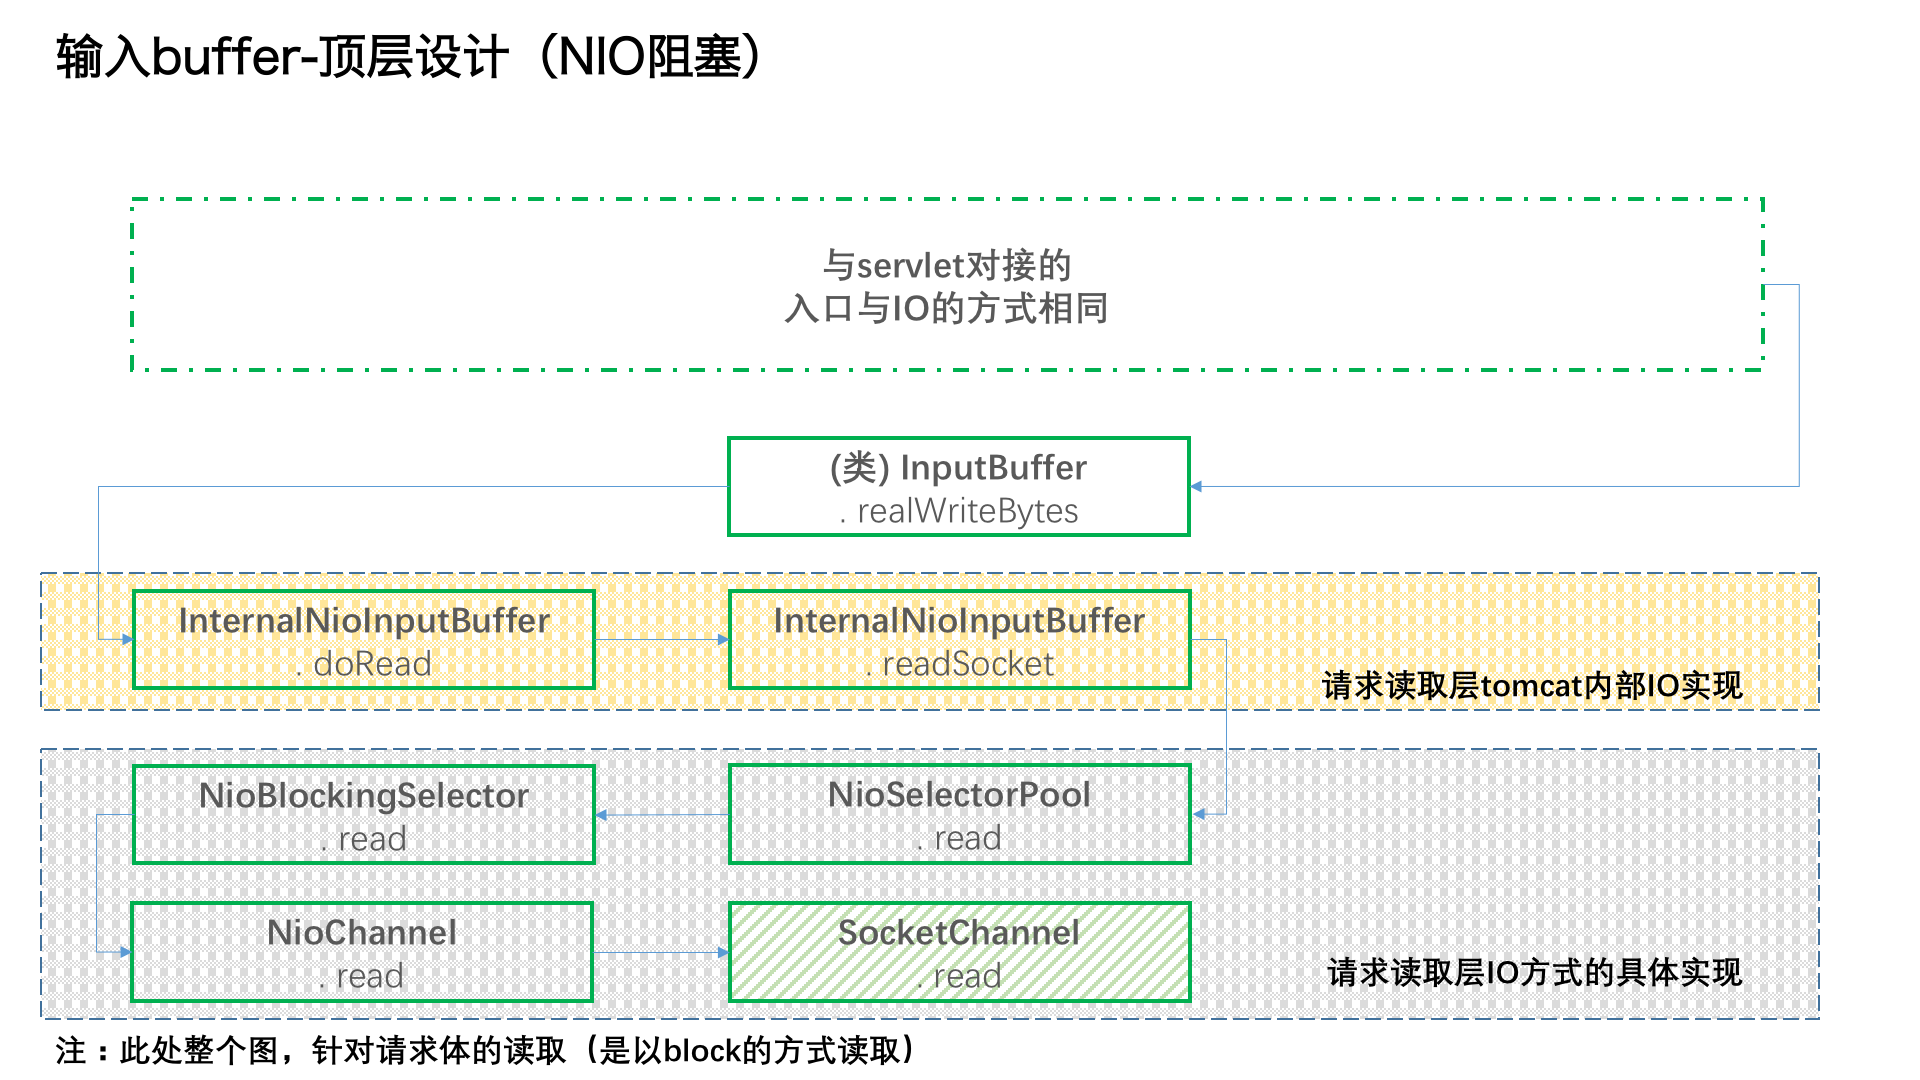 输入buffer-顶层设计（NIO阻塞）
与servlet对接的
入口与IO的方式相同
(类) InputBuffer
. realWriteBytes
InternalNioInputBuffer
. doRead
InternalNioInputBuffer
. readSocket
请求读取层tomcat内部IO实现
NioBlockingSelector
. read
NioSelectorPool
. read
NioChannel
. read
SocketChannel
. read
请求读取层IO方式的具体实现
注：此处整个图，针对请求体的读取（是以block的方式读取）